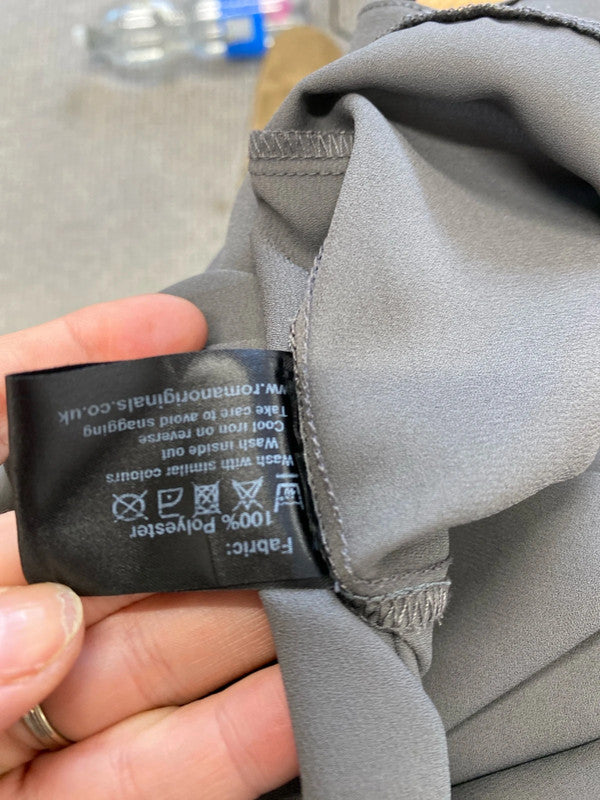 Fabric:
100% Polyester
Wash with similar colours
Wash inside out
Cool iron on reverse
Take care to avoid snagging
w.romanoriginals.co.uk